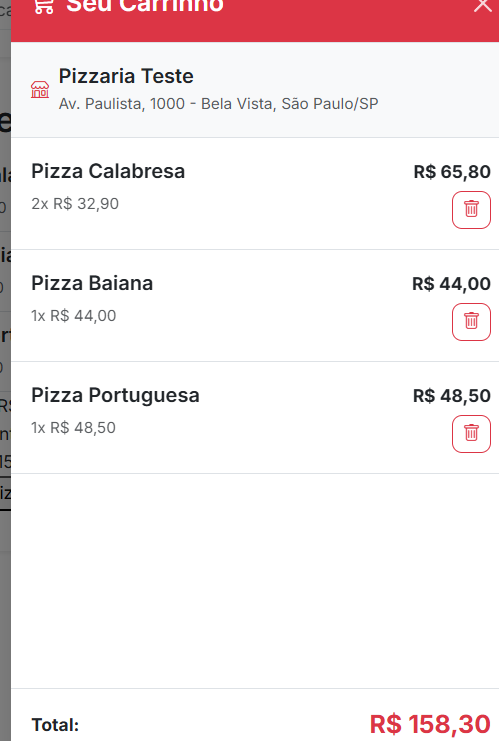 Seu Carrinho
Pizzaria Teste
Av. Paulista, 1000 - Bela Vista, São Paulo/SP
Pizza Calabresa
R$ 65,80
2x R$ 32,90
Pizza Baiana
R$ 44,00
1x R$ 44,00
Pizza Portuguesa
R$ 48,50
1x R$ 48,50
Total:
R$ 158,30